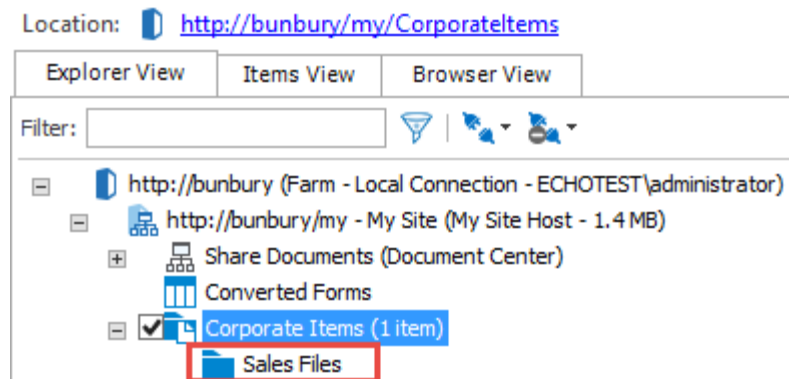 Location: http://bunbury/my/CorporateItems
Explorer View Items View Browser View
Filter:
http://bunbury (Farm - Local Connection - ECHOTEST\administrator)
http://bunbury/my - My Site (My Site Host - 1.4 MB)
Share Documents (Document Center)
Converted Forms
Corporate Items (1 item)
Sales Files